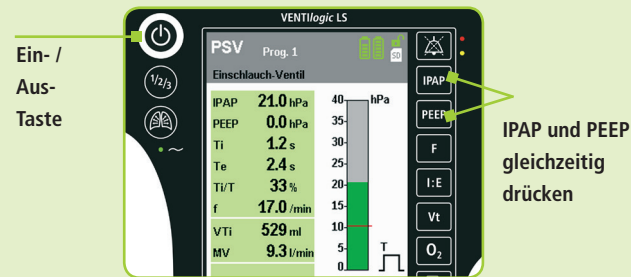 VENTIlogic LS
Ein- /
Aus-
Taste
1/2/3
PSV Prog. 1
SD
Einschlauch-Ventil
IPAP 21.0 hPa
PEEP 0.0 hPa
Ti 1.2 s
Te 2.4 s
Ti/T 33 %
f 17.0 /min
VTi 529 ml
MV 9.3 l/min
40 hPa
35
30
25
20
15
10
5
0
T
IPAP
PEEP
F
I:E
Vt
O2
IPAP und PEEP
gleichzeitig
drücken